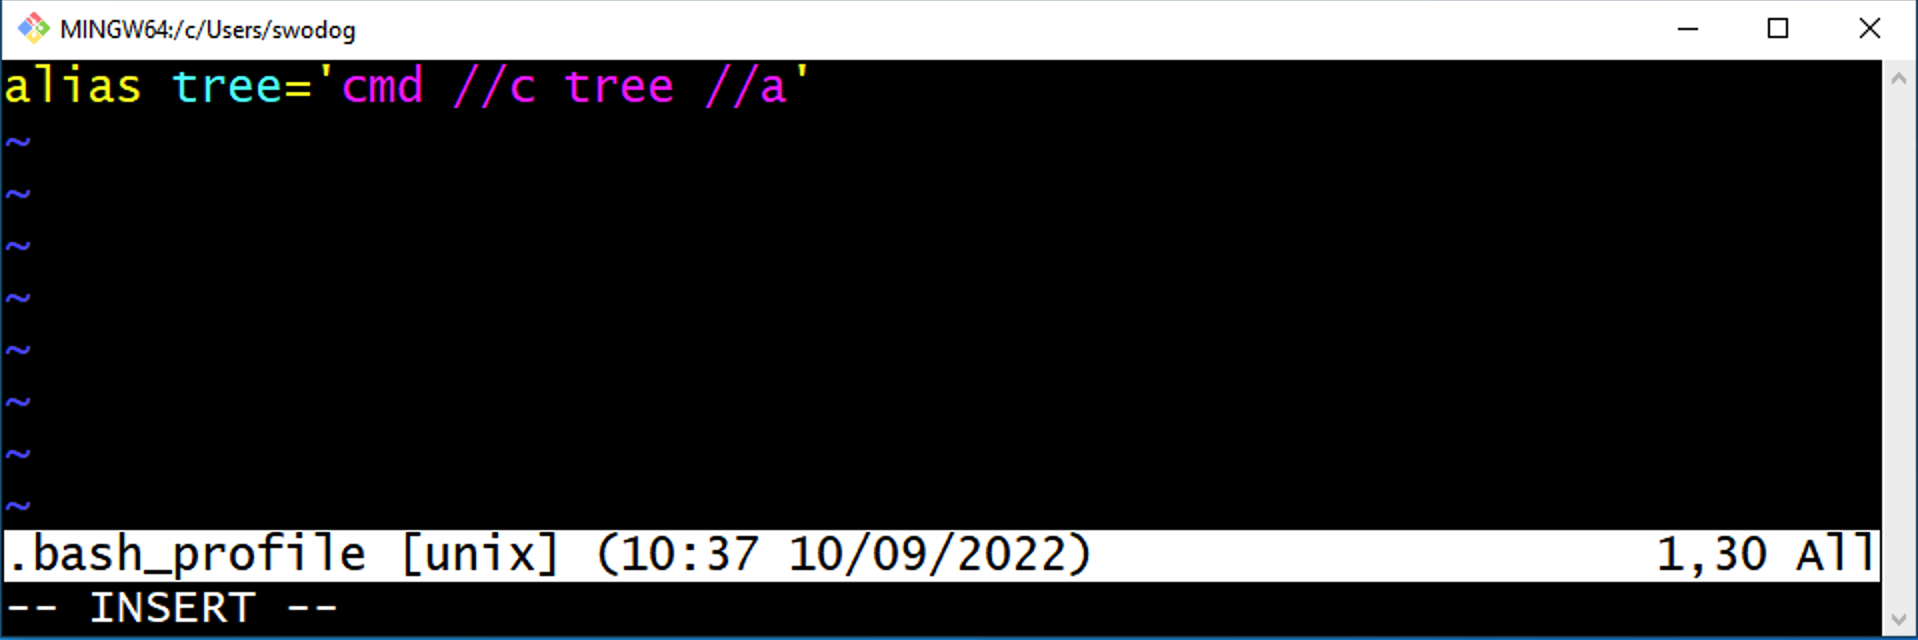 MINGW64:/c/Users/swodog
alias tree='cmd //c tree //a'
~
~
~
~
~
~
~
~
.bash_profile [unix] (10:37 10/09/2022) 1,30 All
-- INSERT --